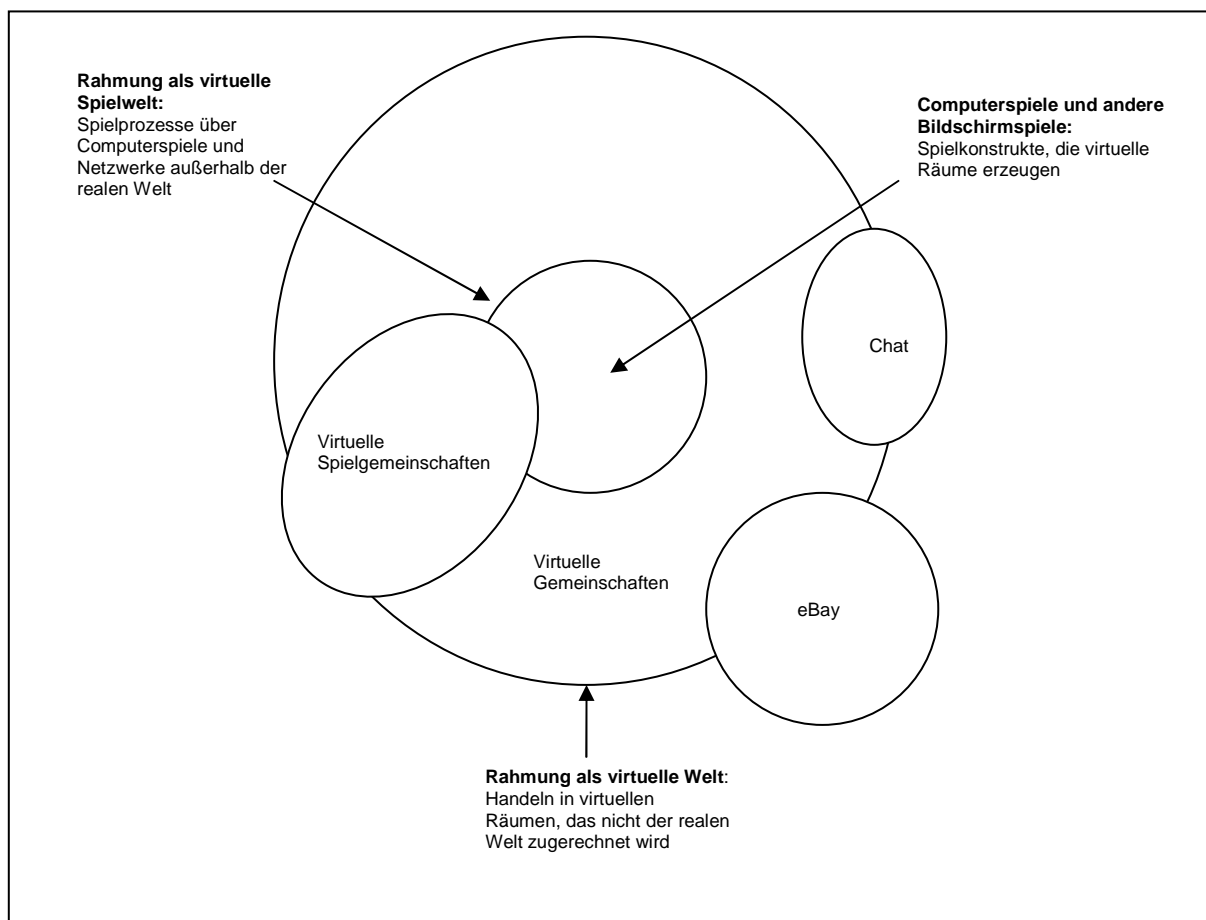 Rahmung als virtuelle
Spielwelt:
Spielprozesse über
Computerspiele und
Netzwerke außerhalb der
realen Welt
Computerspiele und andere
Bildschirmspiele:
Spielkonstrukte, die virtuelle
Räume erzeugen
Chat
Virtuelle
Spielgemeinschaften
Virtuelle
Gemeinschaften
eBay
Rahmung als virtuelle Welt:
Handeln in virtuellen
Räumen, das nicht der realen
Welt zugerechnet wird